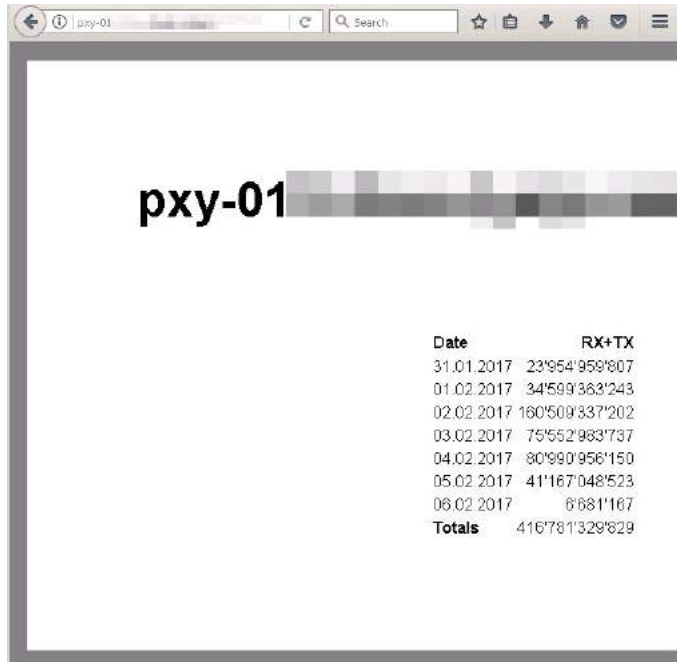 pxy-01
Search
pxy-01
Date RX+TX
31.01.2017 23'954'959'807
01.02.2017 34'599'363'243
02.02.2017 160'509'337'202
03.02.2017 75'552'983'737
04.02.2017 80'990'956'150
05.02.2017 41'167'048'523
06.02.2017 6'681'167
Totals 416'781'329'829